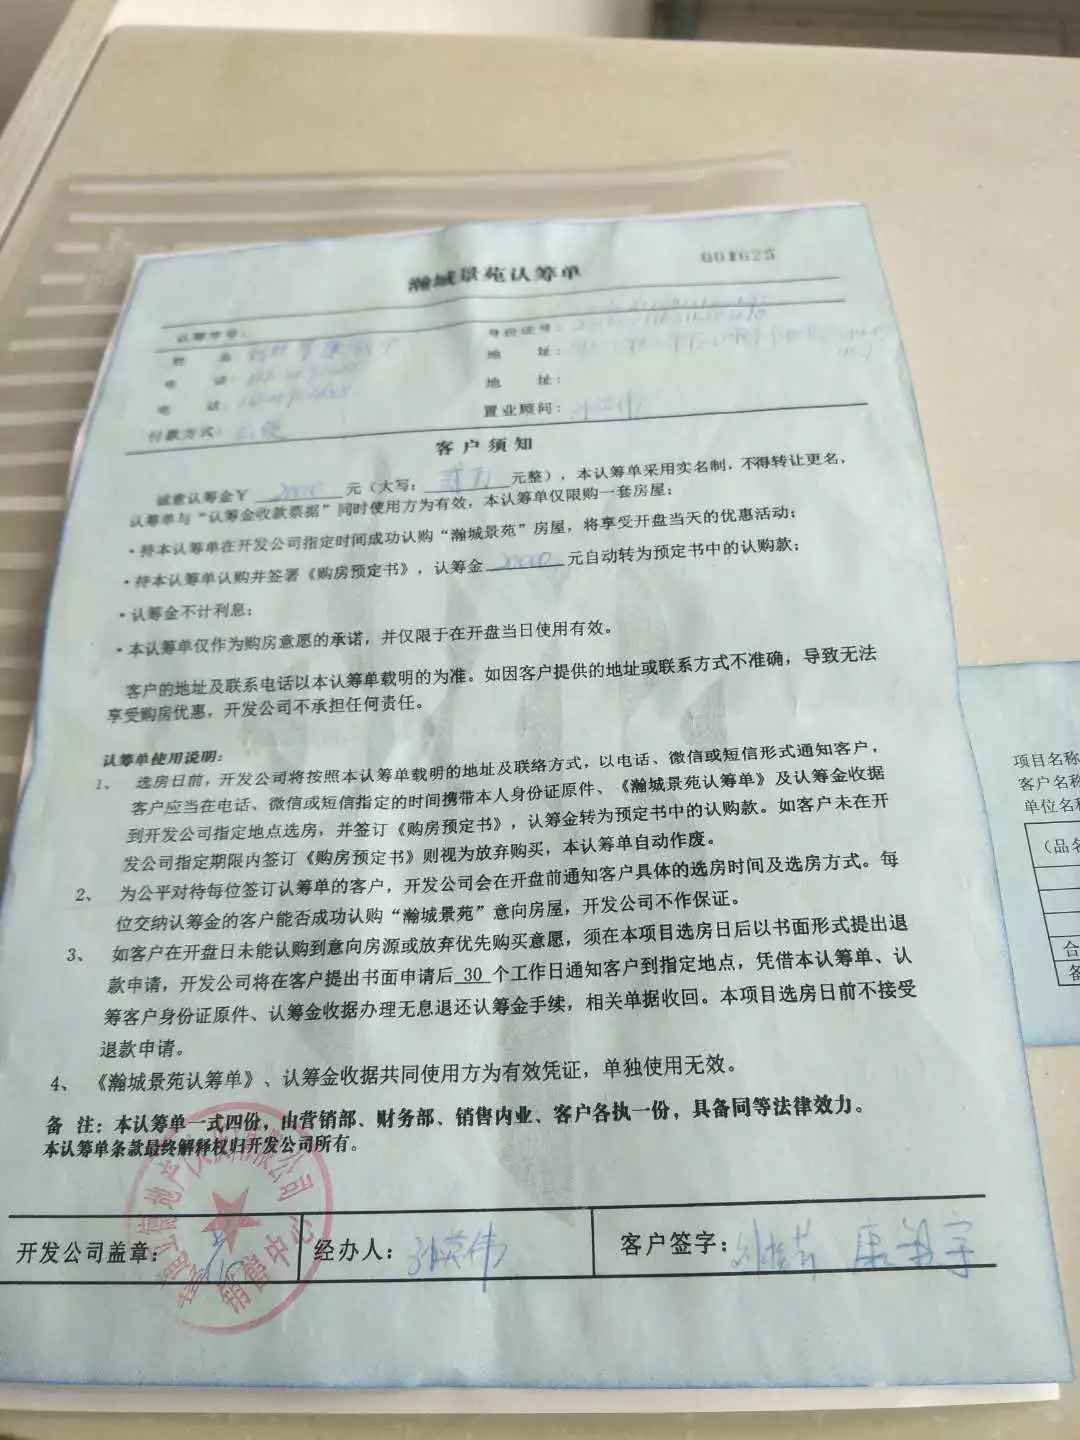 瀚城景苑认筹单
001625
认筹序号：
身份证号：
姓 名
地 址：
电 话：
地 址：
电 话：
置业顾问：
付款方式：
客户须知
诚意认筹金￥ 20000 元（大写： 贰万 元整），本认筹单采用实名制，不得转让更名，
认筹单与“认筹金收款票据”同时使用方为有效，本认筹单仅限购一套房屋；
·持本认筹单在开发公司指定时间成功认购“瀚城景苑”房屋，将享受开盘当天的优惠活动；
·持本认筹单认购并签署《购房预定书》，认筹金 20000 元自动转为预定书中的认购款；
·认筹金不计利息；
·本认筹单仅作为购房意愿的承诺，并仅限于在开盘当日使用有效。
客户的地址及联系电话以本认筹单载明的为准。如因客户提供的地址或联系方式不准确，导致无法
享受购房优惠，开发公司不承担任何责任。
认筹单使用说明：
1、 选房日前，开发公司将按照本认筹单载明的地址及联络方式，以电话、微信或短信形式通知客户，
客户应当在电话、微信或短信指定的时间携带本人身份证原件、《瀚城景苑认筹单》及认筹金收据
到开发公司指定地点选房，并签订《购房预定书》，认筹金转为预定书中的认购款。如客户未在开
发公司指定期限内签订《购房预定书》则视为放弃购买，本认筹单自动作废。
2、 为公平对待每位签订认筹单的客户，开发公司会在开盘前通知客户具体的选房时间及选房方式。每
位交纳认筹金的客户能否成功认购“瀚城景苑”意向房屋，开发公司不作保证。
3、 如客户在开盘日未能认购到意向房源或放弃优先购买意愿，须在本项目选房日后以书面形式提出退
款申请，开发公司将在客户提出书面申请后 30 个工作日通知客户到指定地点，凭借本认筹单、认
筹客户身份证原件、认筹金收据办理无息退还认筹金手续，相关单据收回。本项目选房日前不接受
退款申请。
4、 《瀚城景苑认筹单》、认筹金收据共同使用方为有效凭证，单独使用无效。
备 注：本认筹单一式四份，由营销部、财务部、销售内业、客户各执一份，具备同等法律效力。
本认筹单条款最终解释权归开发公司所有。
开发公司盖章：
经办人：孙英伟
客户签字：
销售中心
项目名称
客户名称
单位名称
（品名
合
备